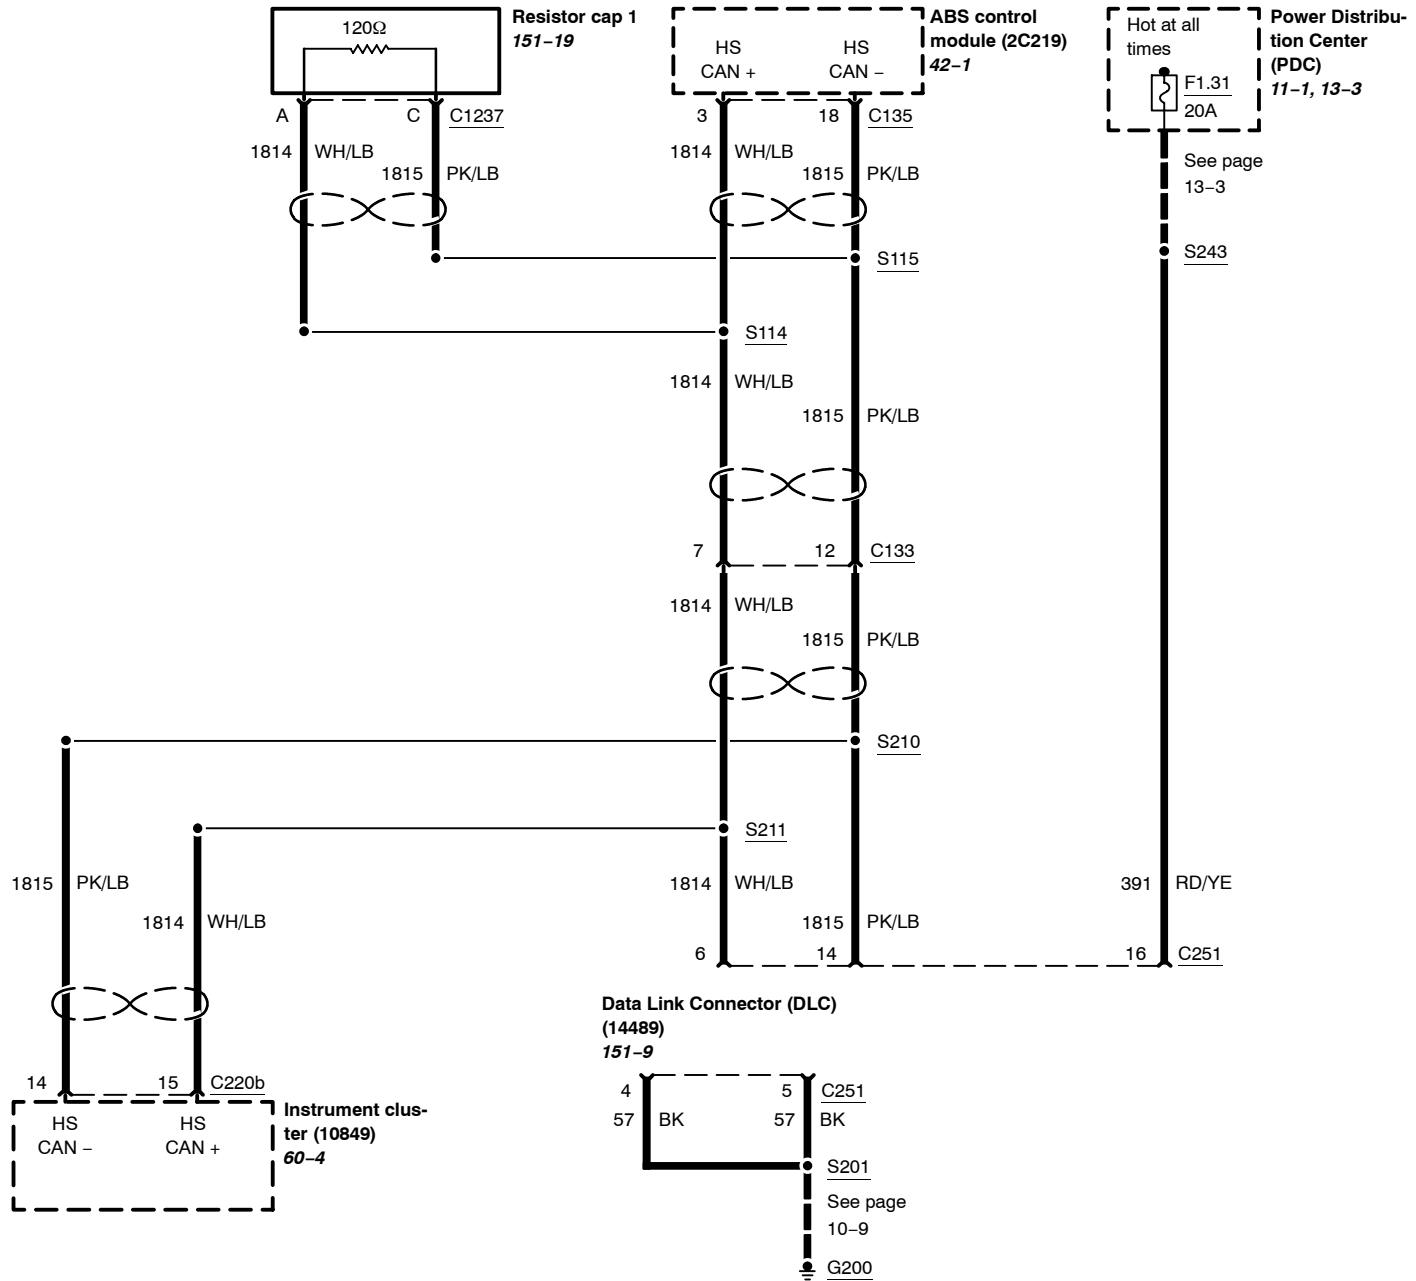 120Ω
Resistor cap 1
151–19
A
C
C1237
1814
WH/LB
1815
PK/LB
HS
CAN +
HS
CAN –
ABS control
module (2C219)
42–1
3
18
C135
1814
WH/LB
1815
PK/LB
Hot at all
times
F1.31
20A
Power Distribu-
tion Center
(PDC)
11–1, 13–3
See page
13–3
S243
S115
S114
1814
WH/LB
1815
PK/LB
7
12
C133
1814
WH/LB
1815
PK/LB
S210
S211
1815
PK/LB
1814
WH/LB
1814
WH/LB
1815
PK/LB
391
RD/YE
6
14
16
C251
Data Link Connector (DLC)
(14489)
151–9
14
15
C220b
HS
CAN –
HS
CAN +
Instrument clus-
ter (10849)
60–4
4
5
C251
57
BK
57
BK
S201
See page
10–9
G200